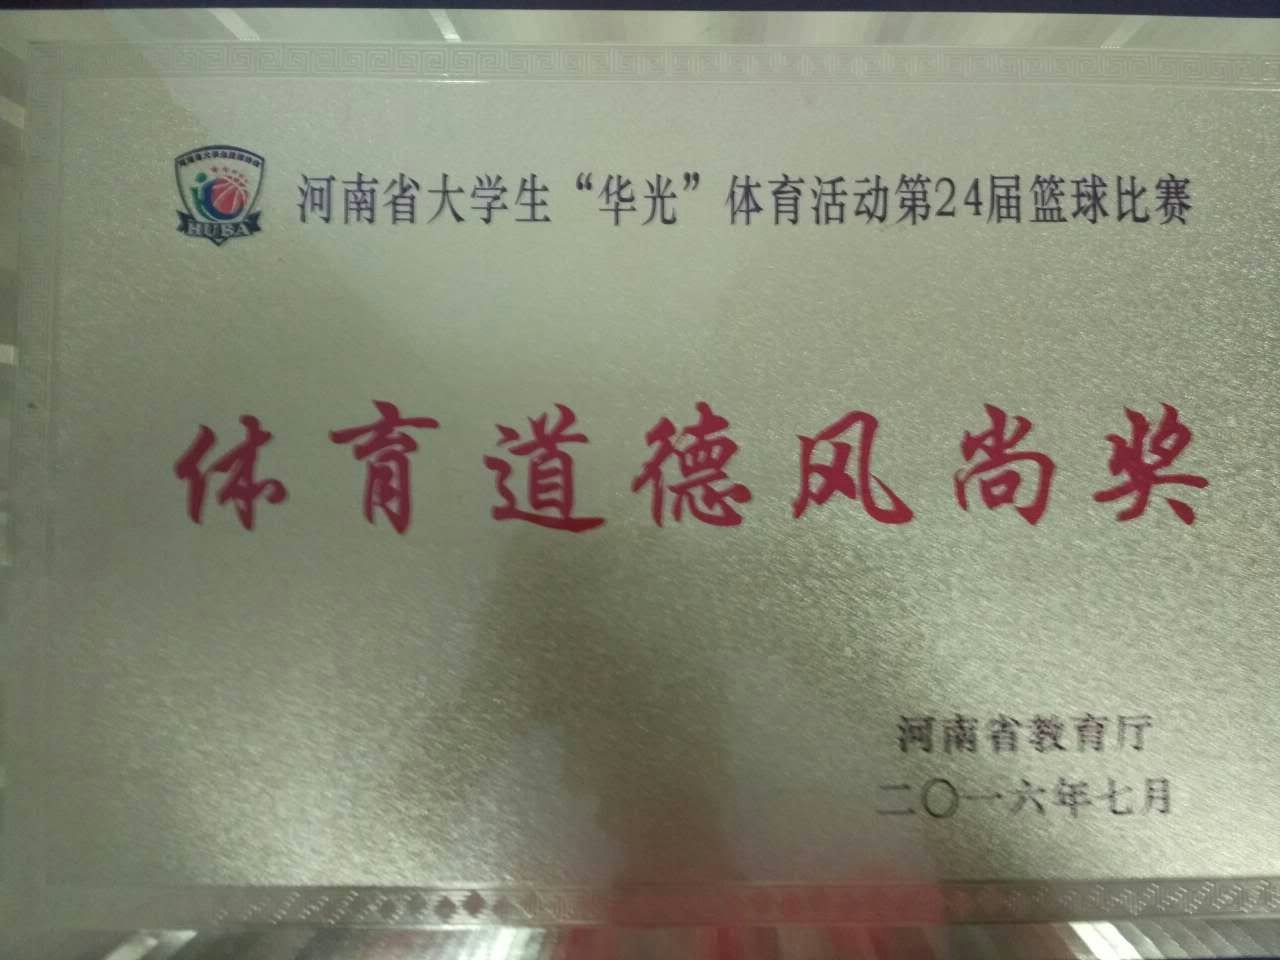 河南省大学生“华光”体育活动第24届篮球比赛
HUBA
体育道德风尚奖
河南省教育厅
二〇一六年七月